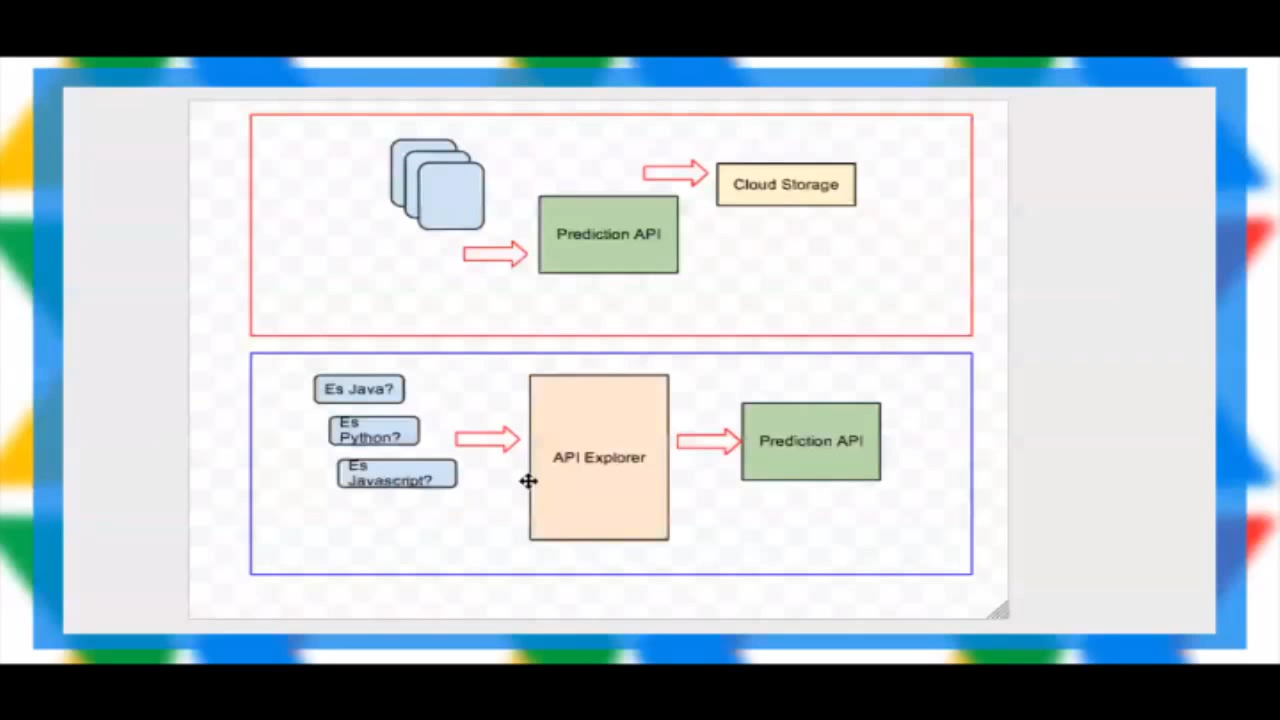 Cloud Storage
Prediction API
Es Java?
Es
Python?
Es
Javascript?
API Explorer
Prediction API